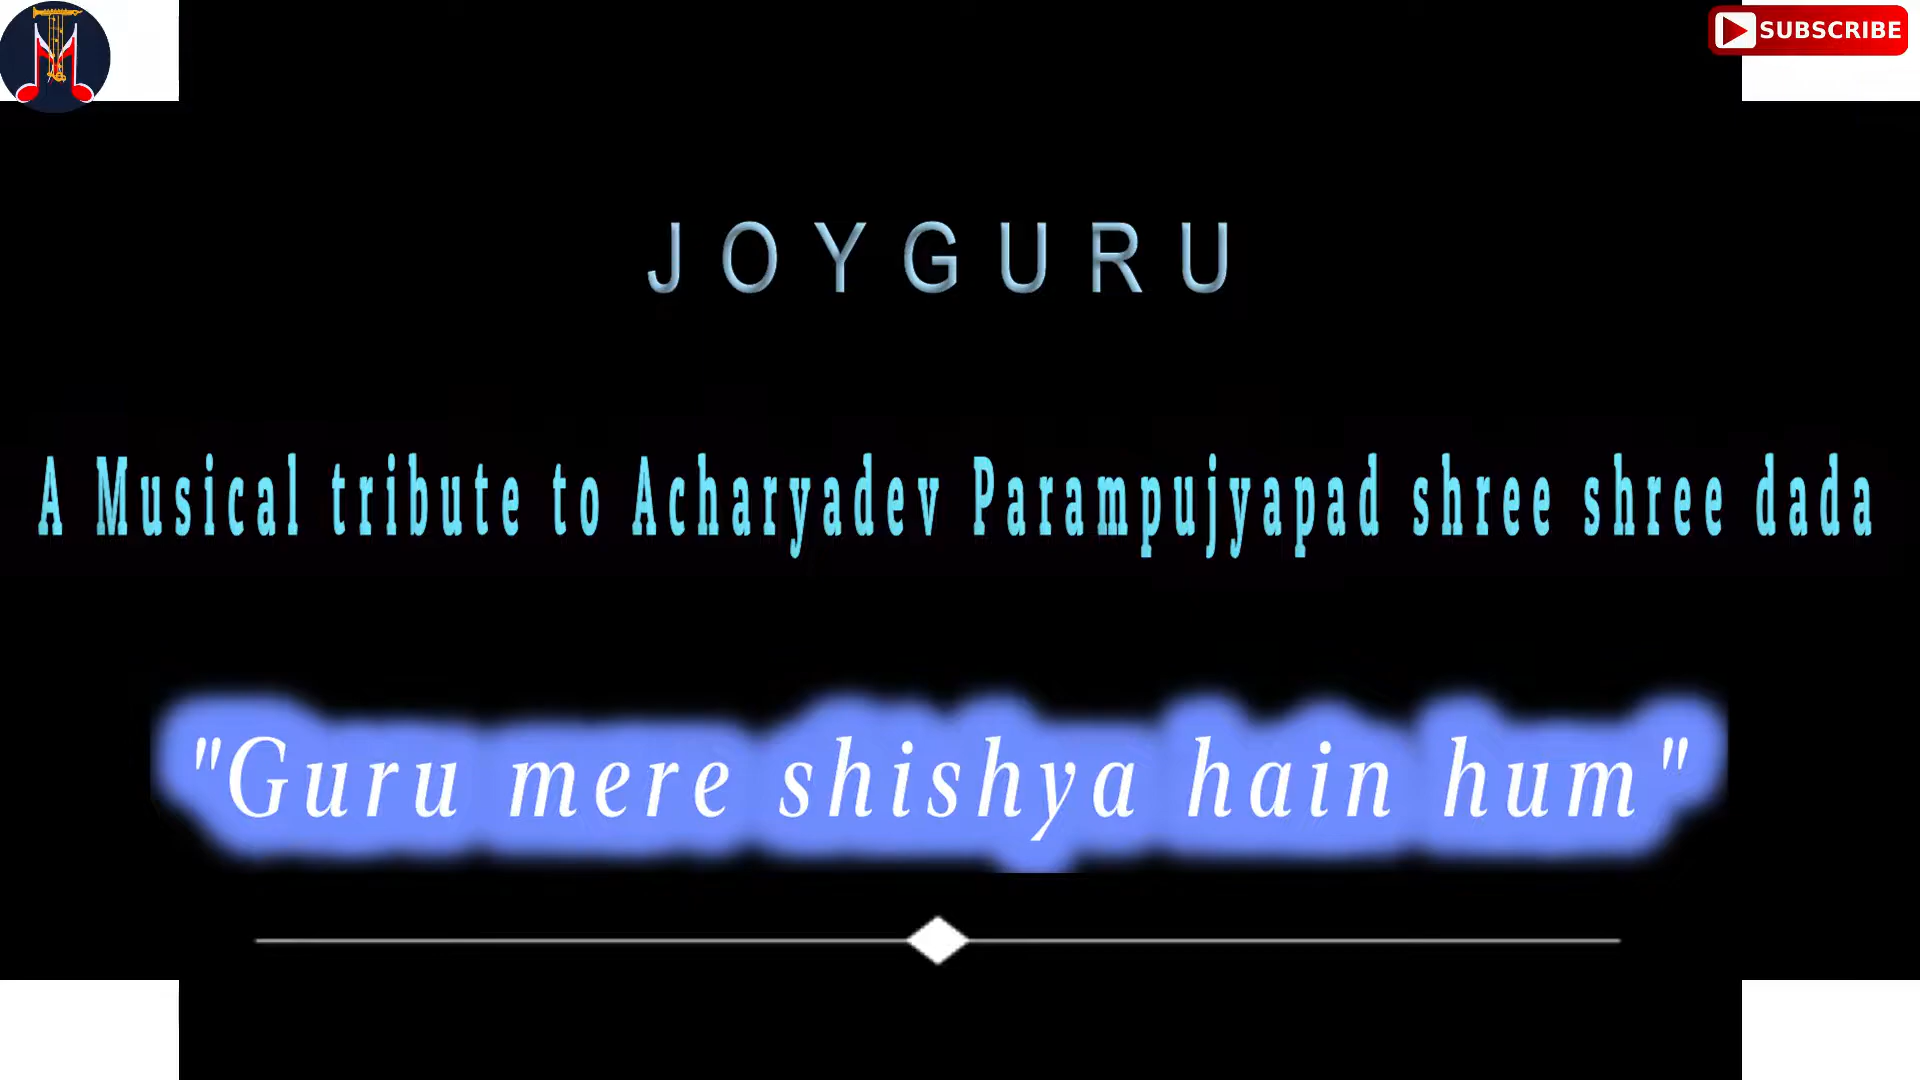 SUBSCRIBE
JOYGURU
A Musical tribute to Acharyadev Parampujyapad shree shree dada
"Guru mere shishya hain hum"